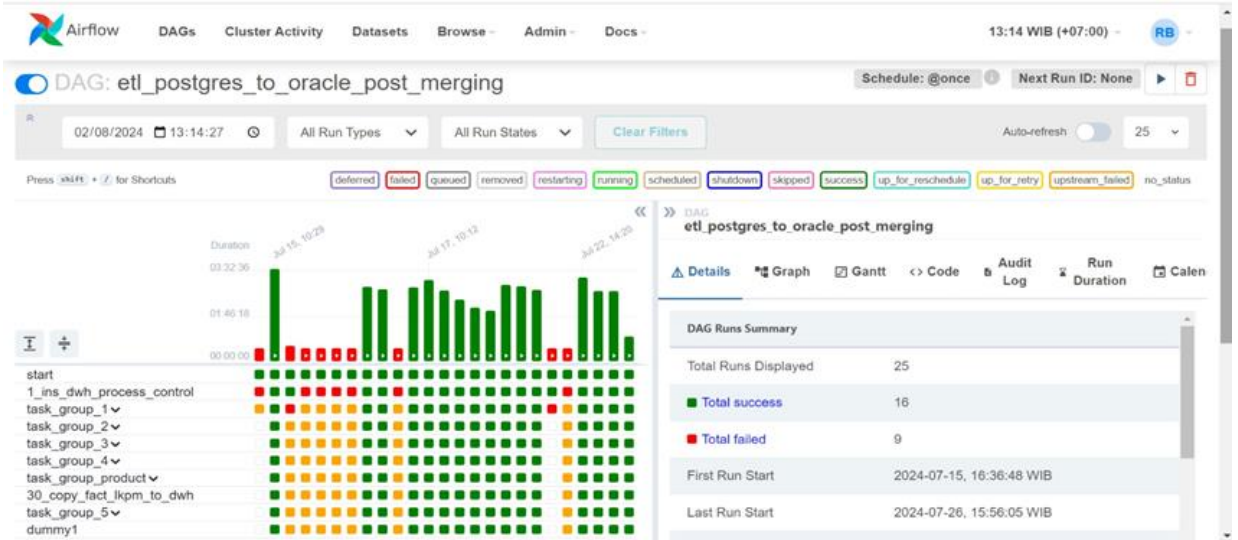 Airflow DAGs Cluster Activity Datasets Browse Admin Docs 13:14 WIB (+07:00) RB
DAG: etl_postgres_to_oracle_post_merging Schedule: @once Next Run ID: None
02/08/2024 13:14:27 All Run Types All Run States Clear Filters Auto-refresh 25
Press shift + / for Shortcuts deferred failed queued removed restarting running scheduled shutdown skipped success up_for_reschedule up_for_retry upstream_failed no_status
DAG
etl_postgres_to_oracle_post_merging
Duration Jul 15, 10:29 Jul 17, 10:12 Jul 22, 14:20
03:32:36
01:46:18
00:00:00
start
1_ins_dwh_process_control
task_group_1
task_group_2
task_group_3
task_group_4
task_group_product
30_copy_fact_lkpm_to_dwh
task_group_5
dummy1
Details Graph Gantt <> Code Audit Log Run Duration Calen
DAG Runs Summary
Total Runs Displayed 25
Total success 16
Total failed 9
First Run Start 2024-07-15, 16:36:48 WIB
Last Run Start 2024-07-26, 15:56:05 WIB